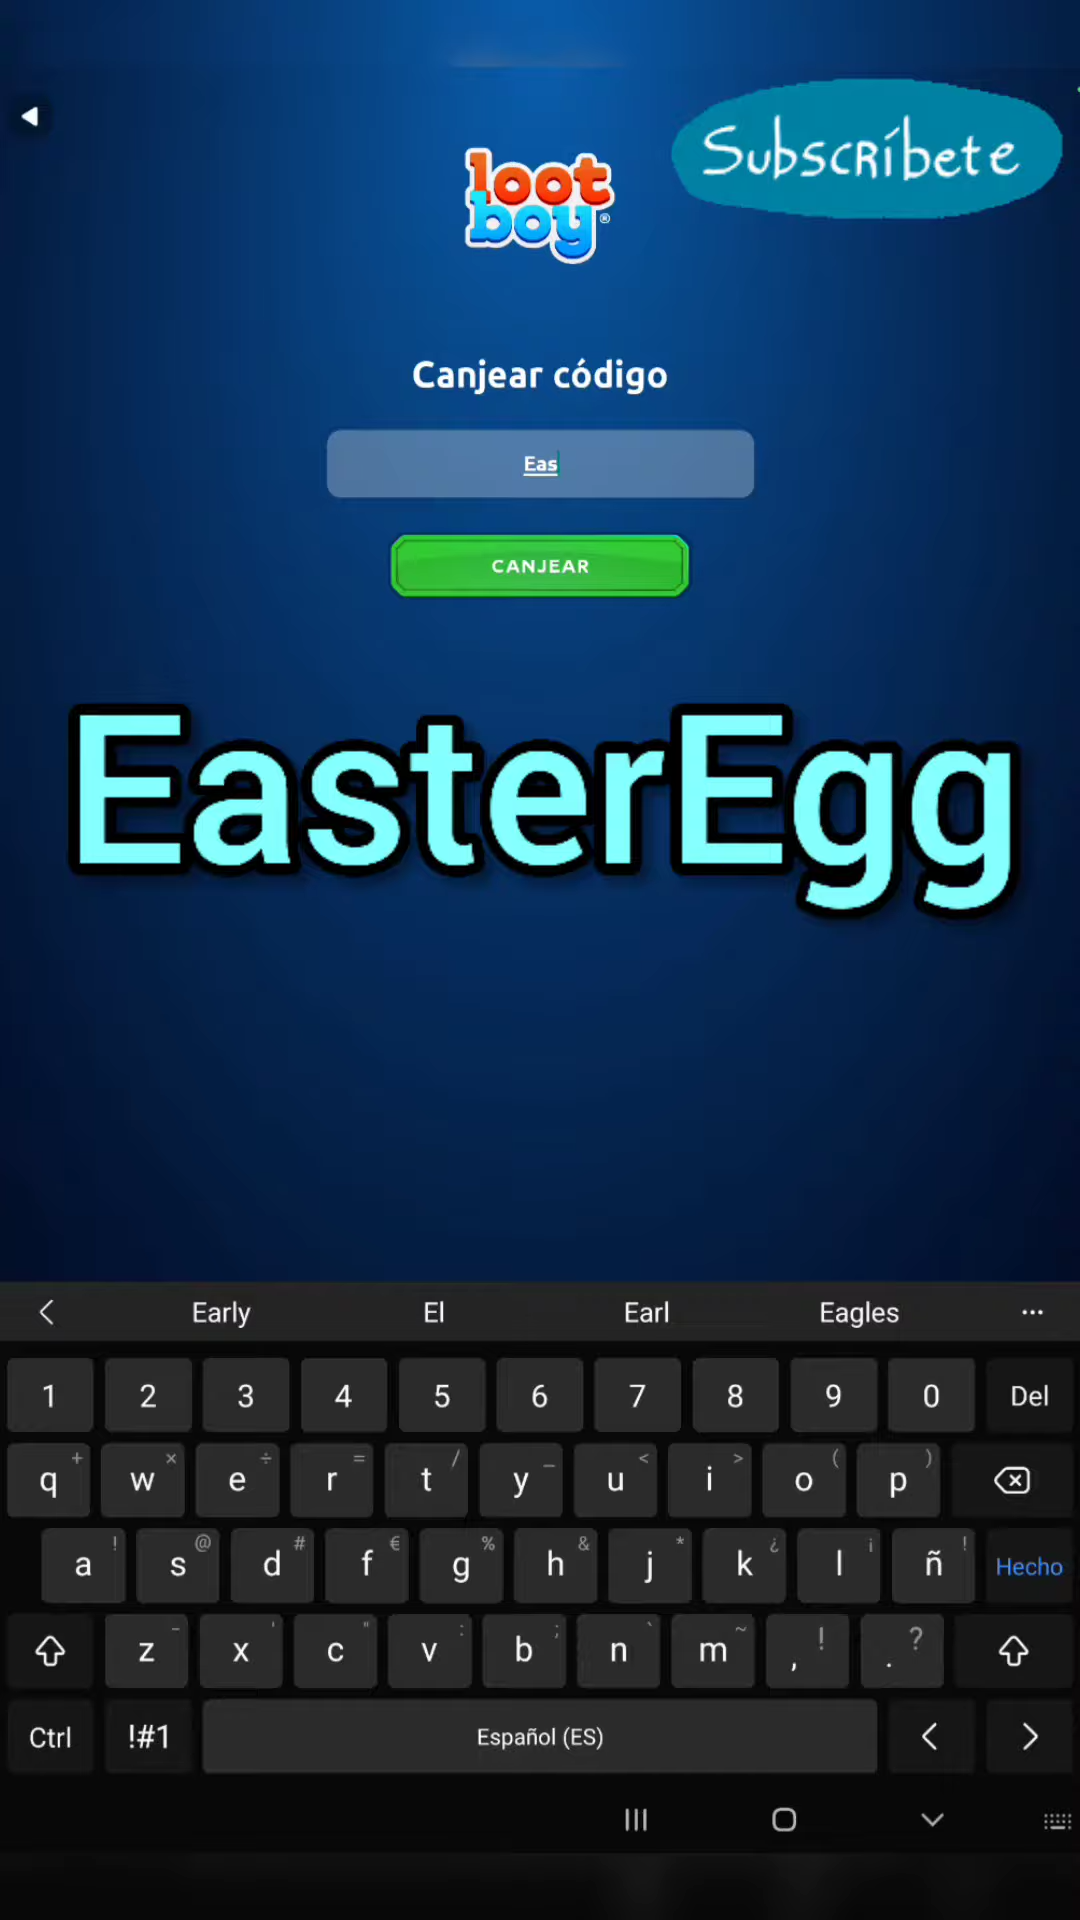 Subscríbete
loot
boy®
Canjear código
Eas
CANJEAR
EasterEgg
Early El Earl Eagles ...
1 2 3 4 5 6 7 8 9 0 Del
+ × ÷ = / _ < > ( )
q w e r t y u i o p
! @ # € % & * ¿ ¡ !
a s d f g h j k l ñ Hecho
- ' " : ; ` ~ ! ?
z x c v b n m , .
Ctrl !#1 Español (ES) < >